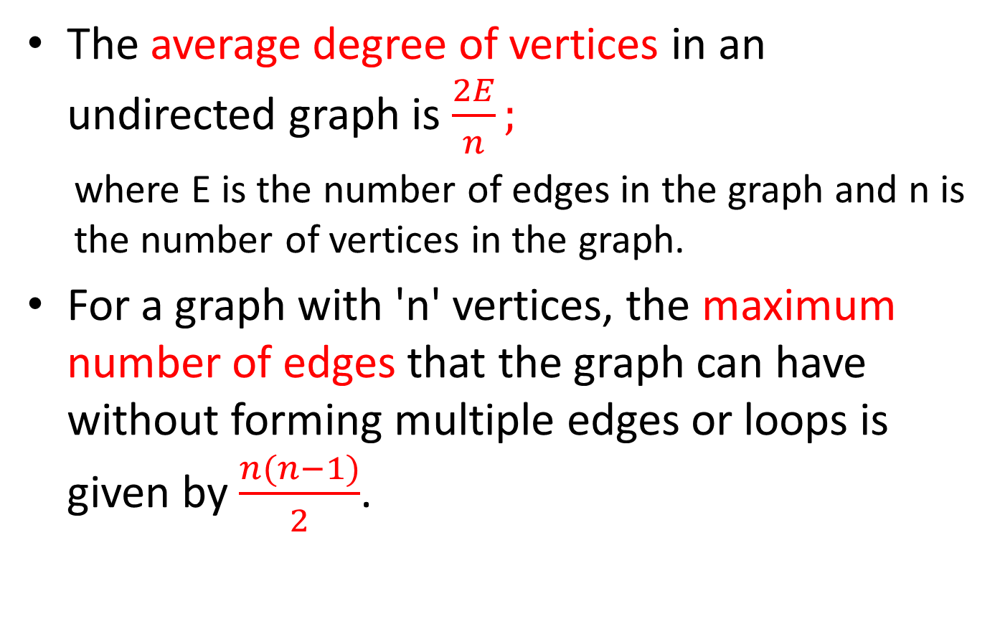 • The average degree of vertices in an
undirected graph is \frac{2E}{n};
where E is the number of edges in the graph and n is
the number of vertices in the graph.
• For a graph with 'n' vertices, the maximum
number of edges that the graph can have
without forming multiple edges or loops is
given by \frac{n(n−1)}{2}.